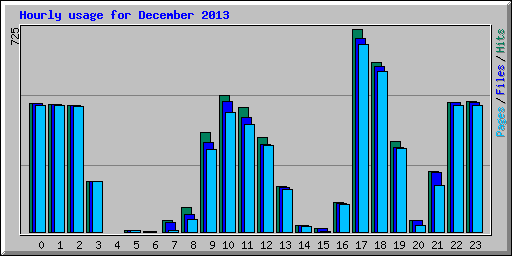 Hourly usage for December 2013
725
Pages/Files/Hits
0 1 2 3 4 5 6 7 8 9 10 11 12 13 14 15 16 17 18 19 20 21 22 23